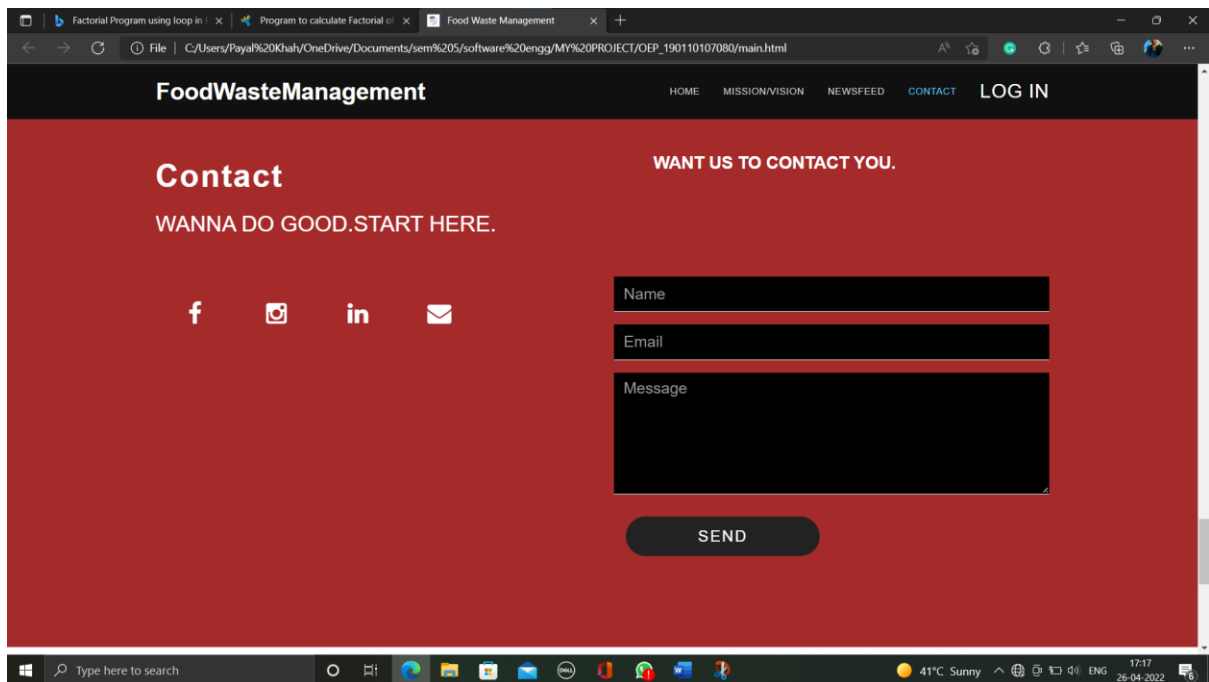 Factorial Program using loop in
Program to calculate Factorial of
Food Waste Management
File
C:/Users/Payal%20Khah/OneDrive/Documents/sem%205/software%20engg/MY%20PROJECT/OEP_190110107080/main.html
FoodWasteManagement
HOME
MISSION/VISION
NEWSFEED
CONTACT
LOG IN
Contact
WANNA DO GOOD.START HERE.
WANT US TO CONTACT YOU.
Name
Email
Message
SEND
Type here to search
41°C Sunny
ENG
17:17
26-04-2022
6